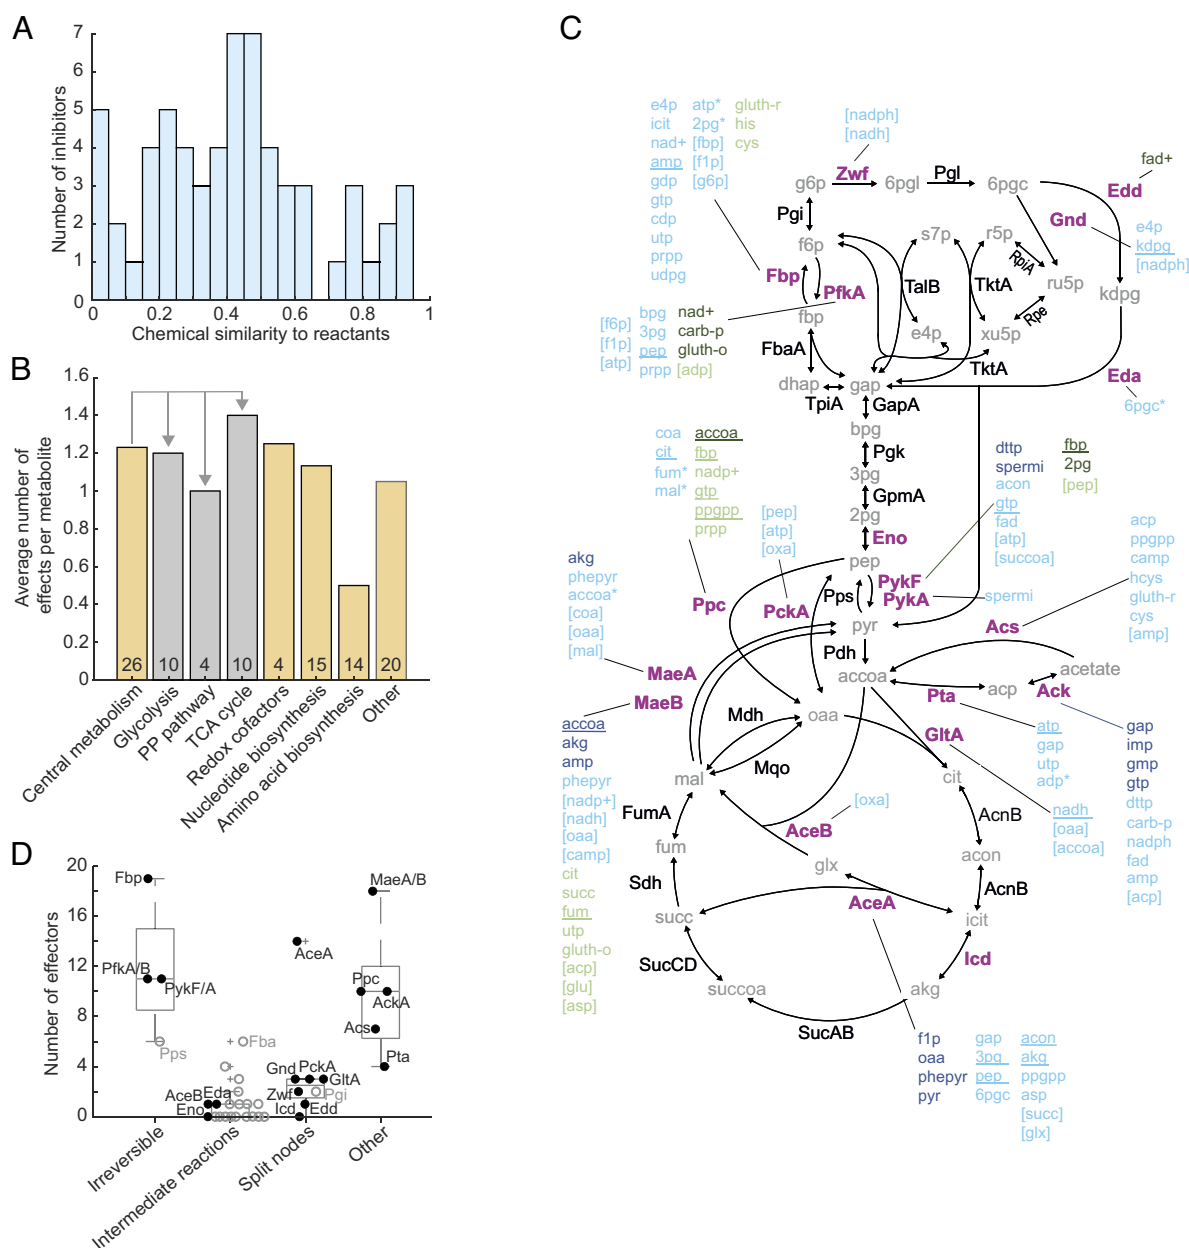 A
7
6
5
4
3
2
1
0
Number of inhibitors
0 0.2 0.4 0.6 0.8 1
Chemical similarity to reactants
B
1.6
1.4
1.2
1
0.8
0.6
0.4
0.2
0
Average number of
effects per metabolite
26 10 4 10 4 15 14 20
Central metabolism
Glycolysis
PP pathway
TCA cycle
Redox cofactors
Nucleotide biosynthesis
Amino acid biosynthesis
Other
D
20
16
12
8
4
0
Number of effectors
Fbp
PfkA/B
PykF/A
Pps
Fba
AceB
Eda
Eno
AceA
Gnd
PckA
GltA
Zwf
Pgi
Icd
Edd
MaeA/B
Ppc
AckA
Acs
Pta
Irreversible
Intermediate reactions
Split nodes
Other
C
e4p atp* gluth-r
icit 2pg* his
nad+ [fbp] cys
amp [f1p]
gdp [g6p]
gtp
cdp
utp
prpp
udpg
[nadph]
[nadh]
g6p
Zwf
6pgl
Pgl
6pgc
fad+
Edd
Gnd
e4p
kdpg
[nadph]
Pgi
f6p
s7p
r5p
RpiA
ru5p
Rpe
xu5p
kdpg
Fbp
PfkA
TalB
TktA
e4p
TktA
fbp
bpg nad+
[f6p] 3pg carb-p
[f1p] pep gluth-o
[atp] prpp [adp]
FbaA
dhap
TpiA
gap
GapA
Eda
6pgc*
bpg
Pgk
3pg
GpmA
2pg
Eno
pep
coa accoa
cit fbp
fum* nadp+
mal* gtp
ppgpp
prpp
[pep]
[atp]
[oxa]
dttp fbp
spermi 2pg
acon [pep]
gtp
fad
[atp]
[succoa]
acp
ppgpp
camp
hcys
gluth-r
cys
[amp]
akg
phepyr
accoa*
[coa]
[oaa]
[mal]
Ppc
PckA
Pps
PykF
PykA
spermi
pyr
Acs
Pdh
MaeA
MaeB
accoa
acetate
acp
Pta
Ack
accoa
akg
amp
phepyr
[nadp+]
[nadh]
[oaa]
[camp]
cit
succ
fum
utp
gluth-o
[acp]
[glu]
[asp]
Mdh
oaa
Mqo
GltA
atp
gap
utp
adp*
gap
imp
gmp
gtp
dttp
carb-p
nadph
fad
amp
[acp]
mal
cit
FumA
[oxa]
AceB
nadh
[oaa]
[accoa]
AcnB
fum
glx
acon
Sdh
AcnB
AceA
succ
icit
SucCD
Icd
succoa
akg
SucAB
f1p gap acon
oaa 3pg akg
phepyr pep ppgpp
pyr 6pgc asp
[succ]
[glx]